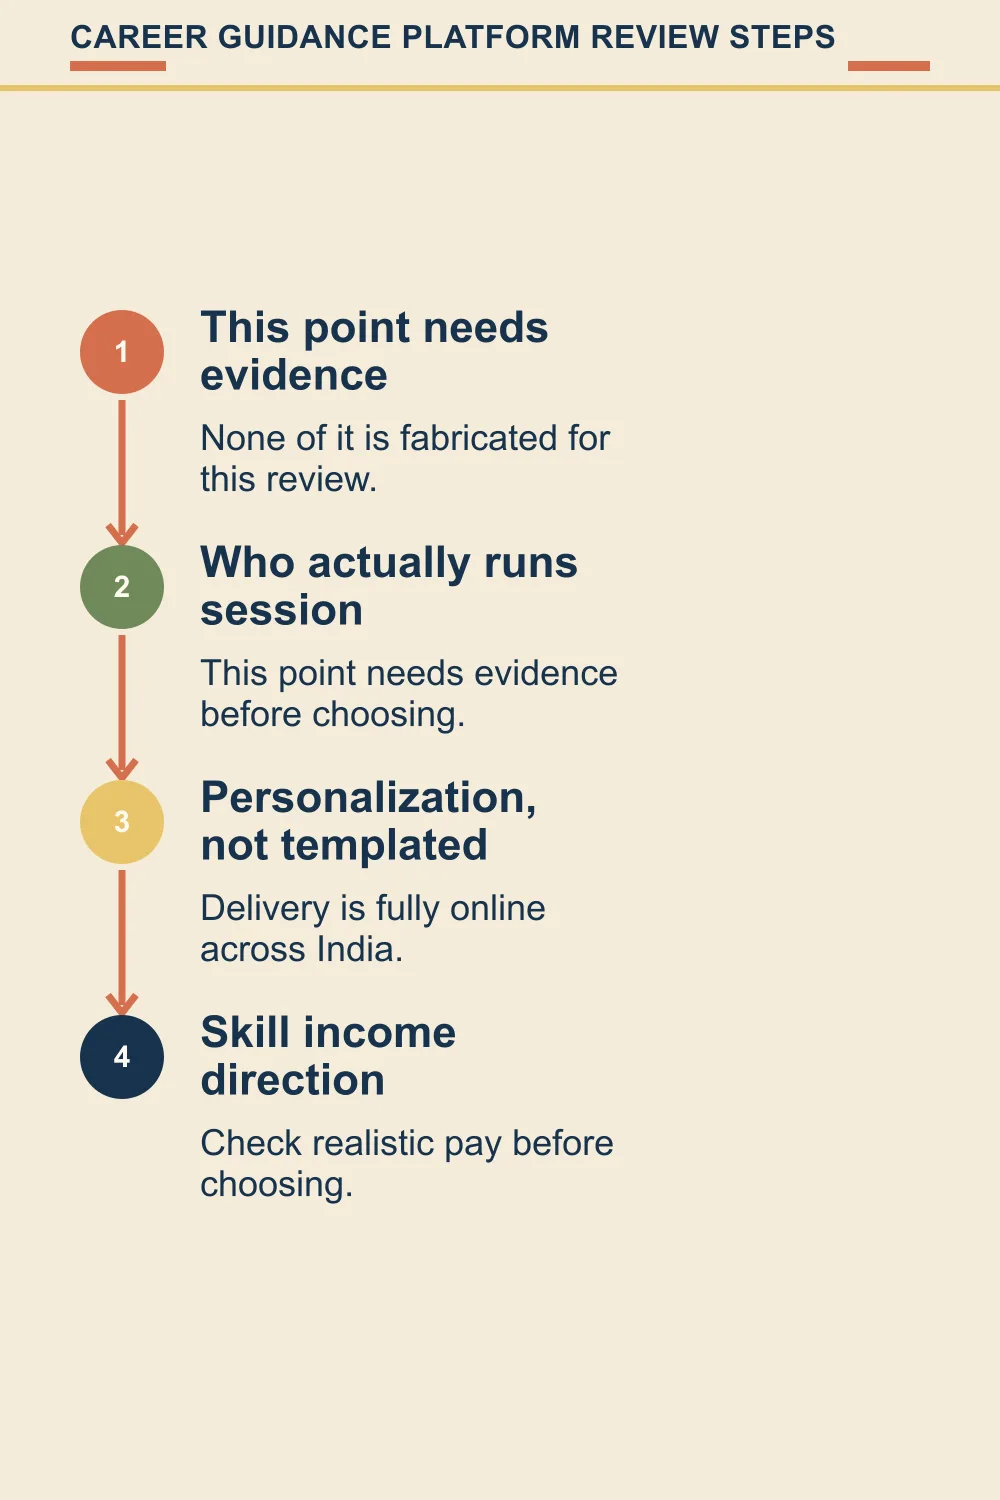 CAREER GUIDANCE PLATFORM REVIEW STEPS
1
This point needs
evidence
None of it is fabricated for
this review.
2
Who actually runs
session
This point needs evidence
before choosing.
3
Personalization,
not templated
Delivery is fully online
across India.
4
Skill income
direction
Check realistic pay before
choosing.